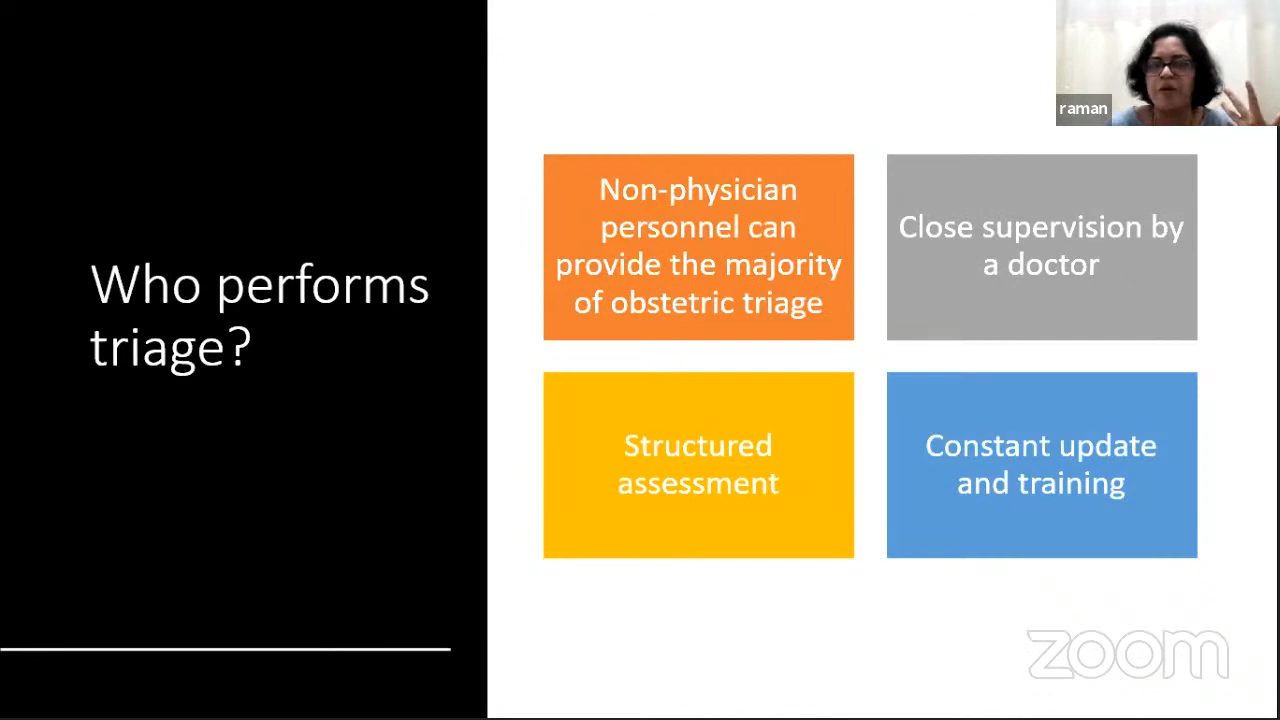 raman
Who performs
triage?
Non-physician
personnel can
provide the majority
of obstetric triage
Close supervision by
a doctor
Structured
assessment
Constant update
and training
zoom